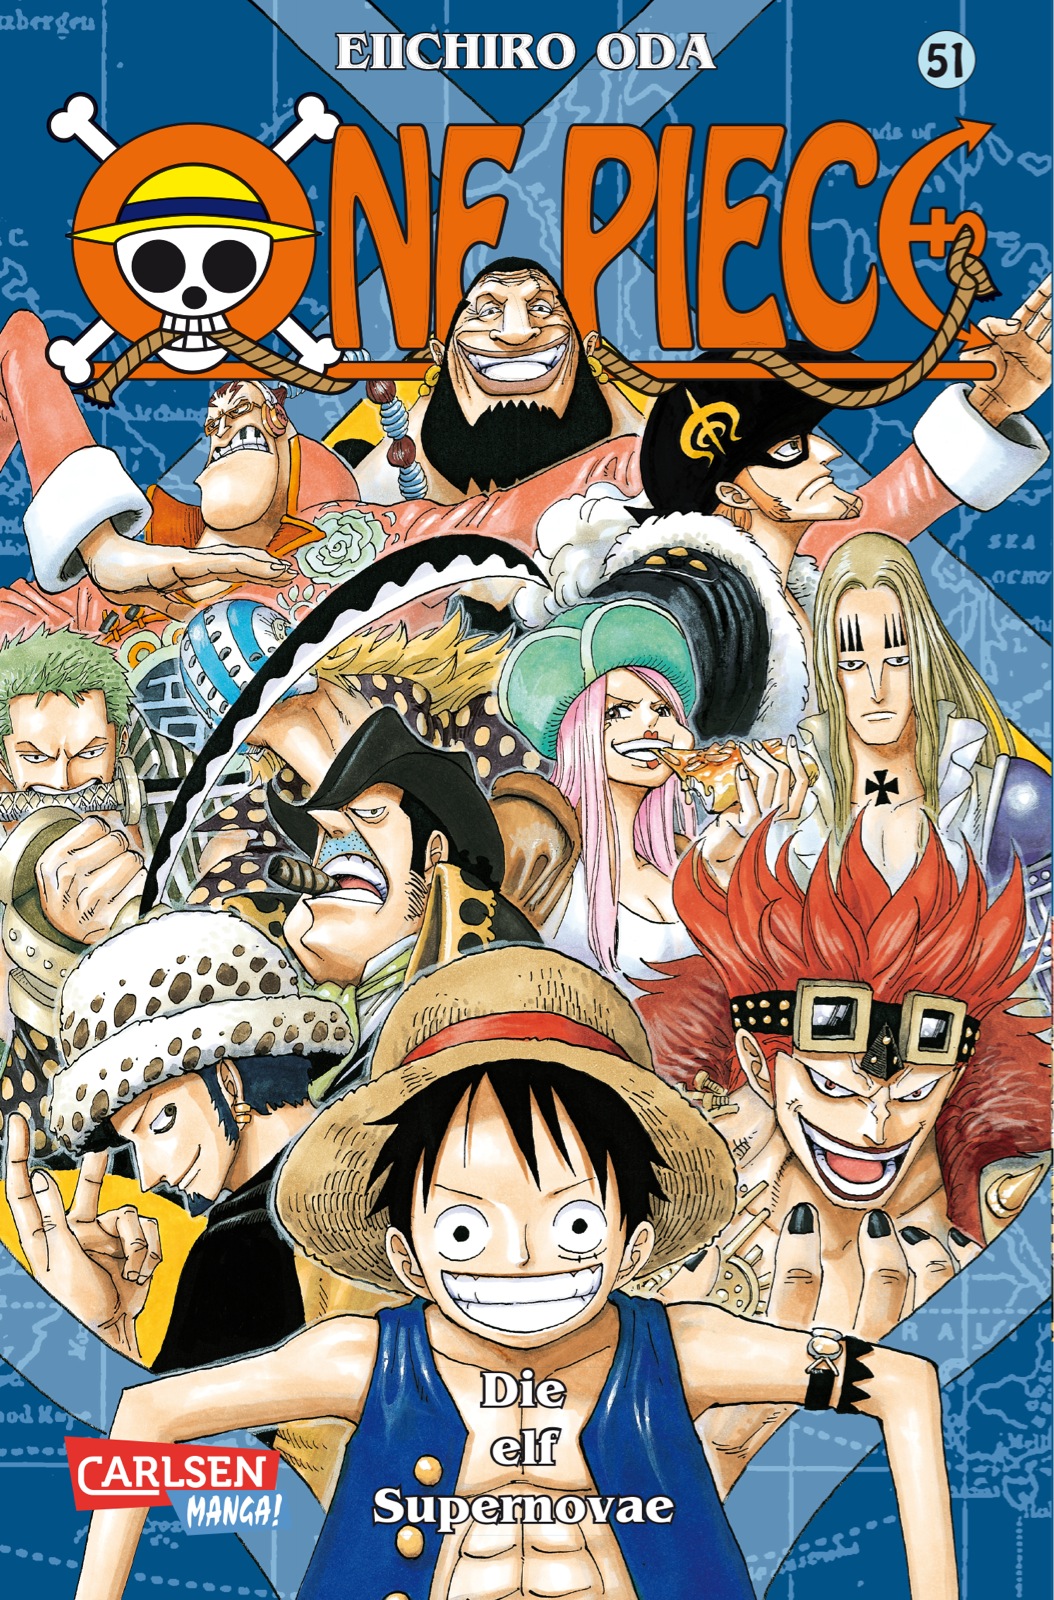 EIICHIRO ODA
51
ONE PIECE
Die
elf
Supernovae
CARLSEN
MANGA!